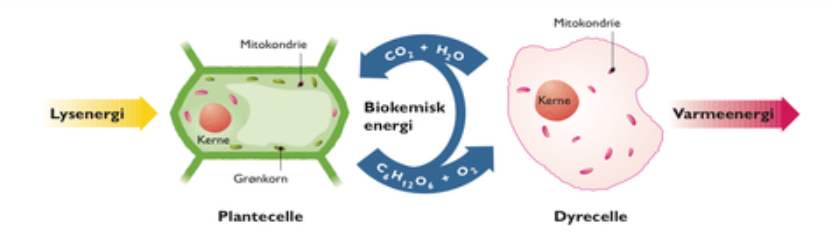 Lysenergi
Mitokondrie
Kerne
Grønkorn
Plantecelle
CO₂ + H₂O
Biokemisk
energi
C₆H₁₂O₆ + O₂
Mitokondrie
Kerne
Dyrecelle
Varmeenergi